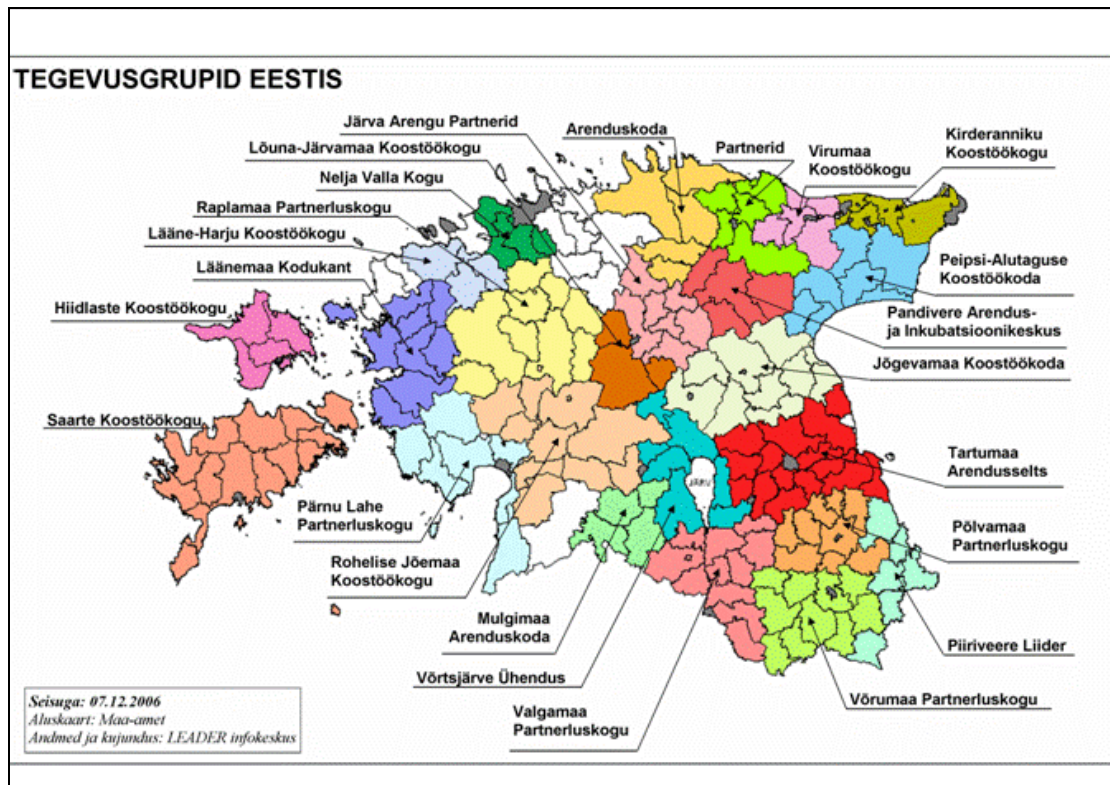 TEGEVUSGRUPID EESTIS
Järva Arengu Partnerid
Lõuna-Järvamaa Koostöökogu
Nelja Valla Kogu
Raplamaa Partnerluskogu
Lääne-Harju Koostöökogu
Läänemaa Kodukant
Hiidlaste Koostöökogu
Saarte Koostöökogu
Arenduskoda
Partnerid
Virumaa
Koostöökogu
Kirderanniku
Koostöökogu
Peipsi-Alutaguse
Koostöökoda
Pandivere Arendus-
ja Inkubatsioonikeskus
Jõgevamaa Koostöökoda
Tartumaa
Arendusselts
Põlvamaa
Partnerluskogu
Piiriveere Liider
Võrumaa Partnerluskogu
Valgamaa
Partnerluskogu
Võrtsjärve Ühendus
Mulgimaa
Arenduskoda
Rohelise Jõemaa
Koostöökogu
Pärnu Lahe
Partnerluskogu
JÄRV
Seisuga: 07.12.2006
Aluskaart: Maa-amet
Andmed ja kujundus: LEADER infokeskus